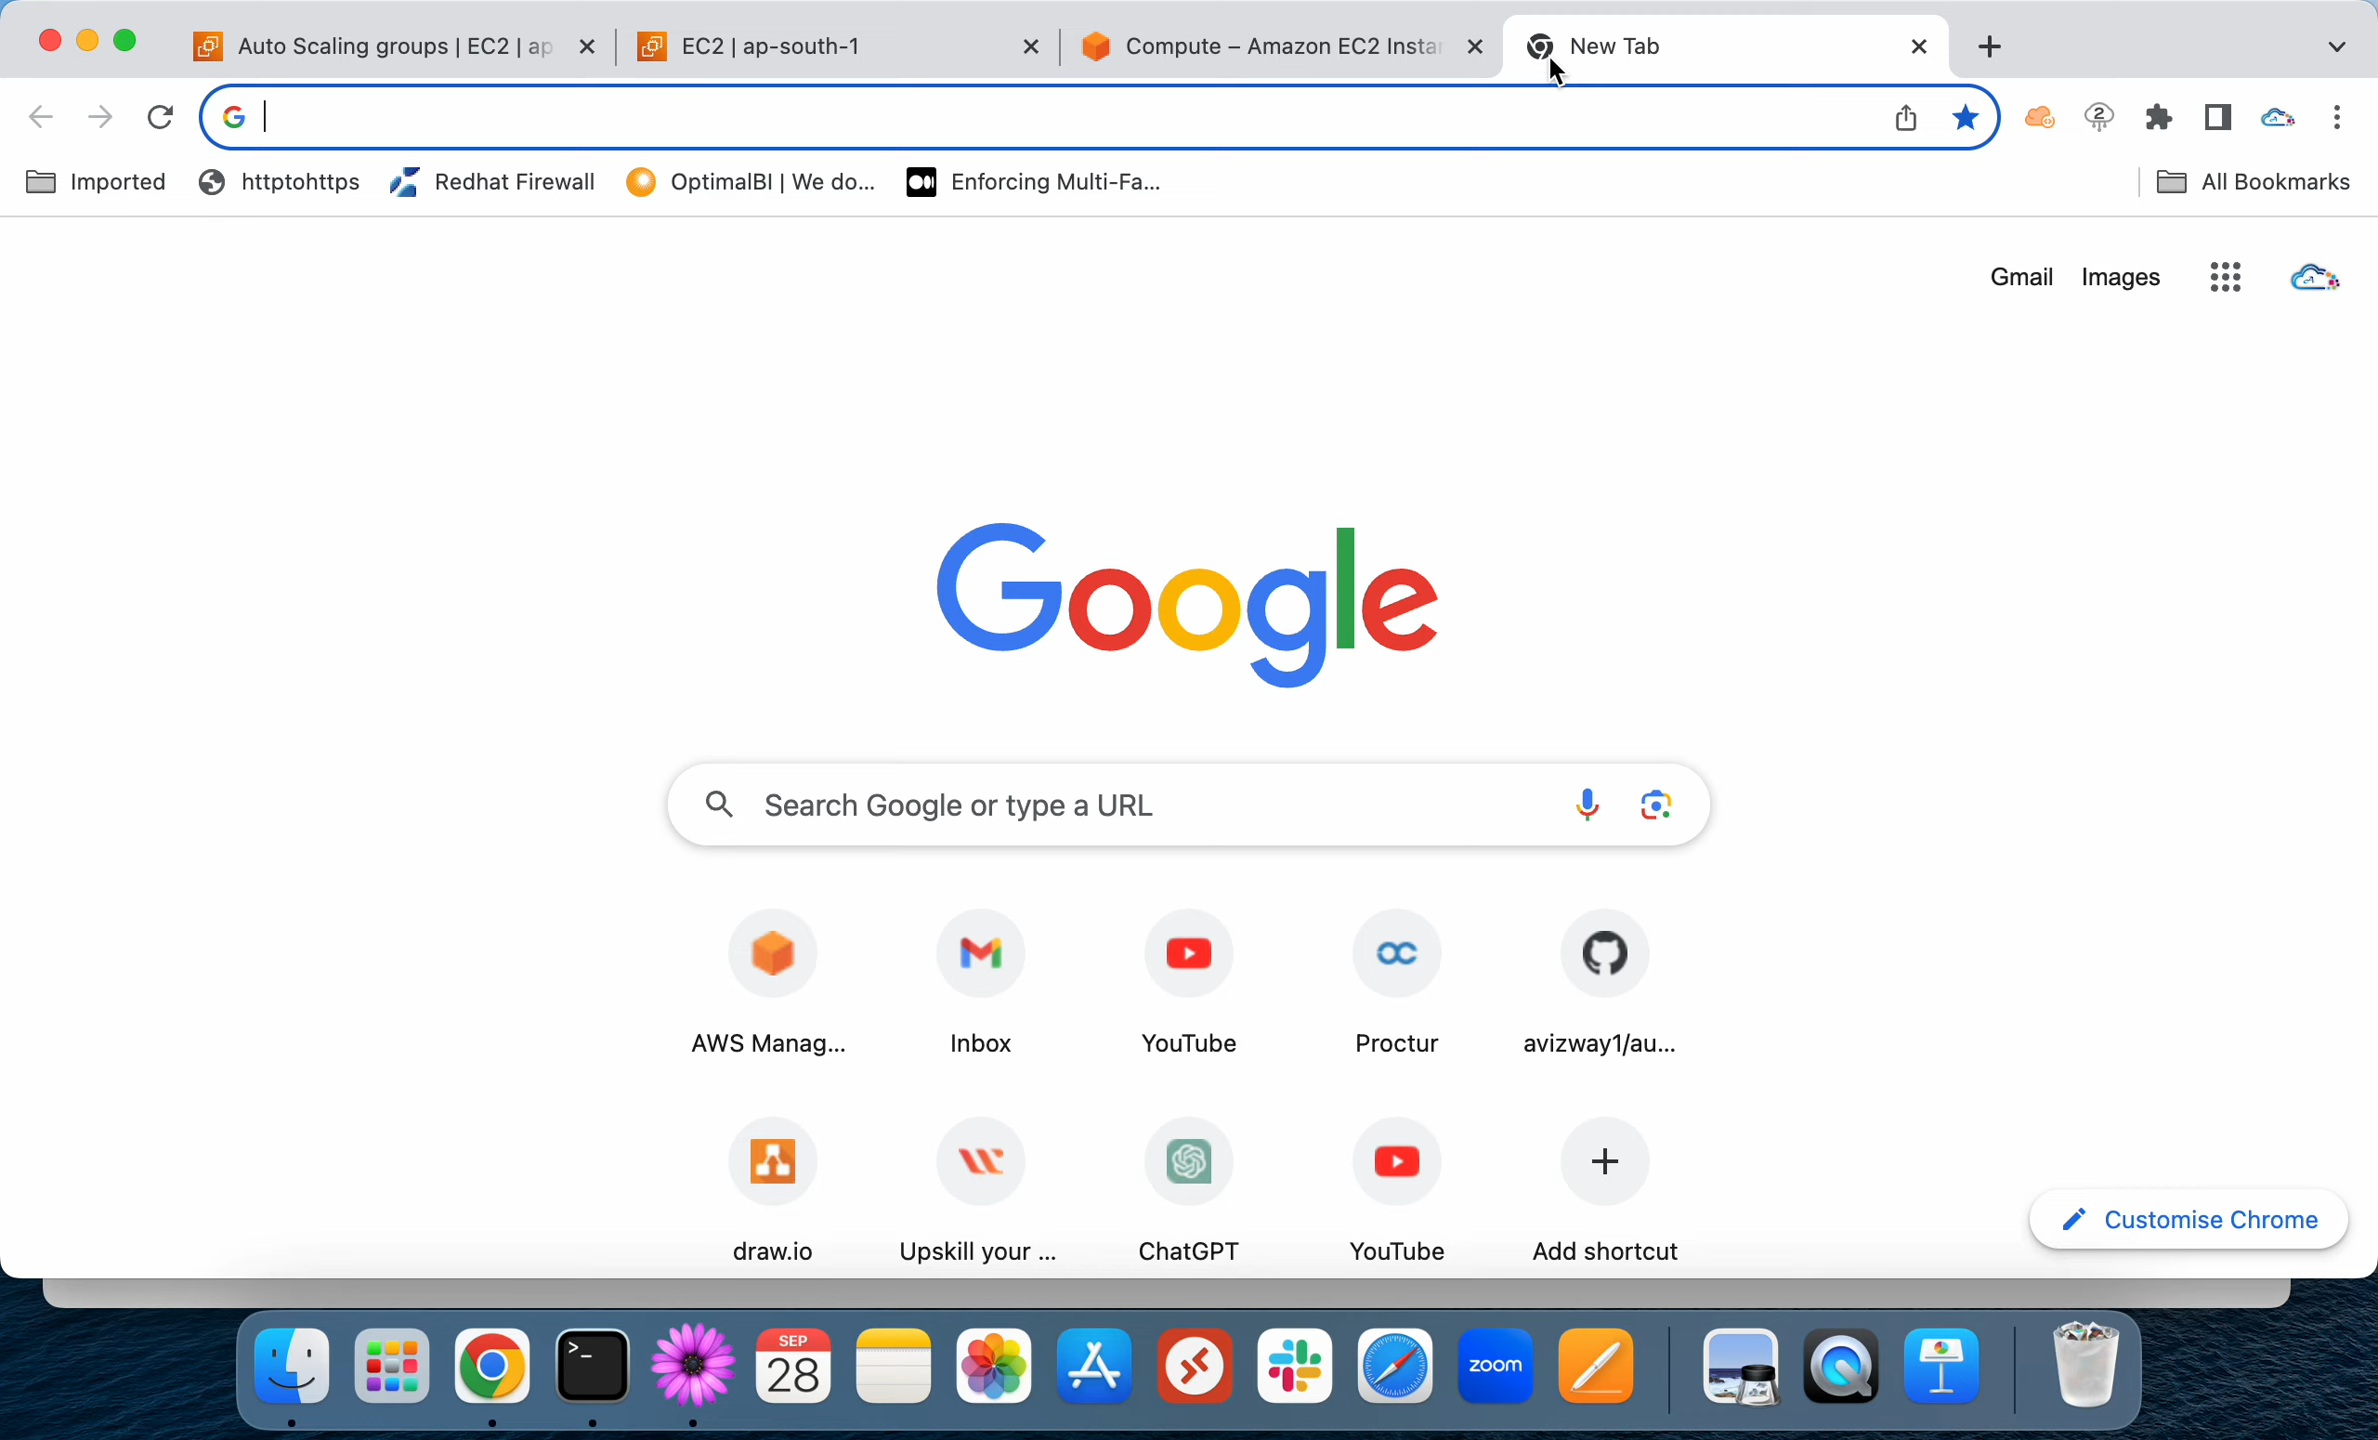 Auto Scaling groups | EC2 | ap
EC2 | ap-south-1
Compute – Amazon EC2 Instan
New Tab
2
Imported
httptohttps
Redhat Firewall
OptimalBI | We do...
Enforcing Multi-Fa...
All Bookmarks
Gmail
Images
Google
Search Google or type a URL
AWS Manag...
Inbox
YouTube
Proctur
avizway1/au...
draw.io
Upskill your ...
ChatGPT
YouTube
Add shortcut
Customise Chrome
SEP
28
zoom